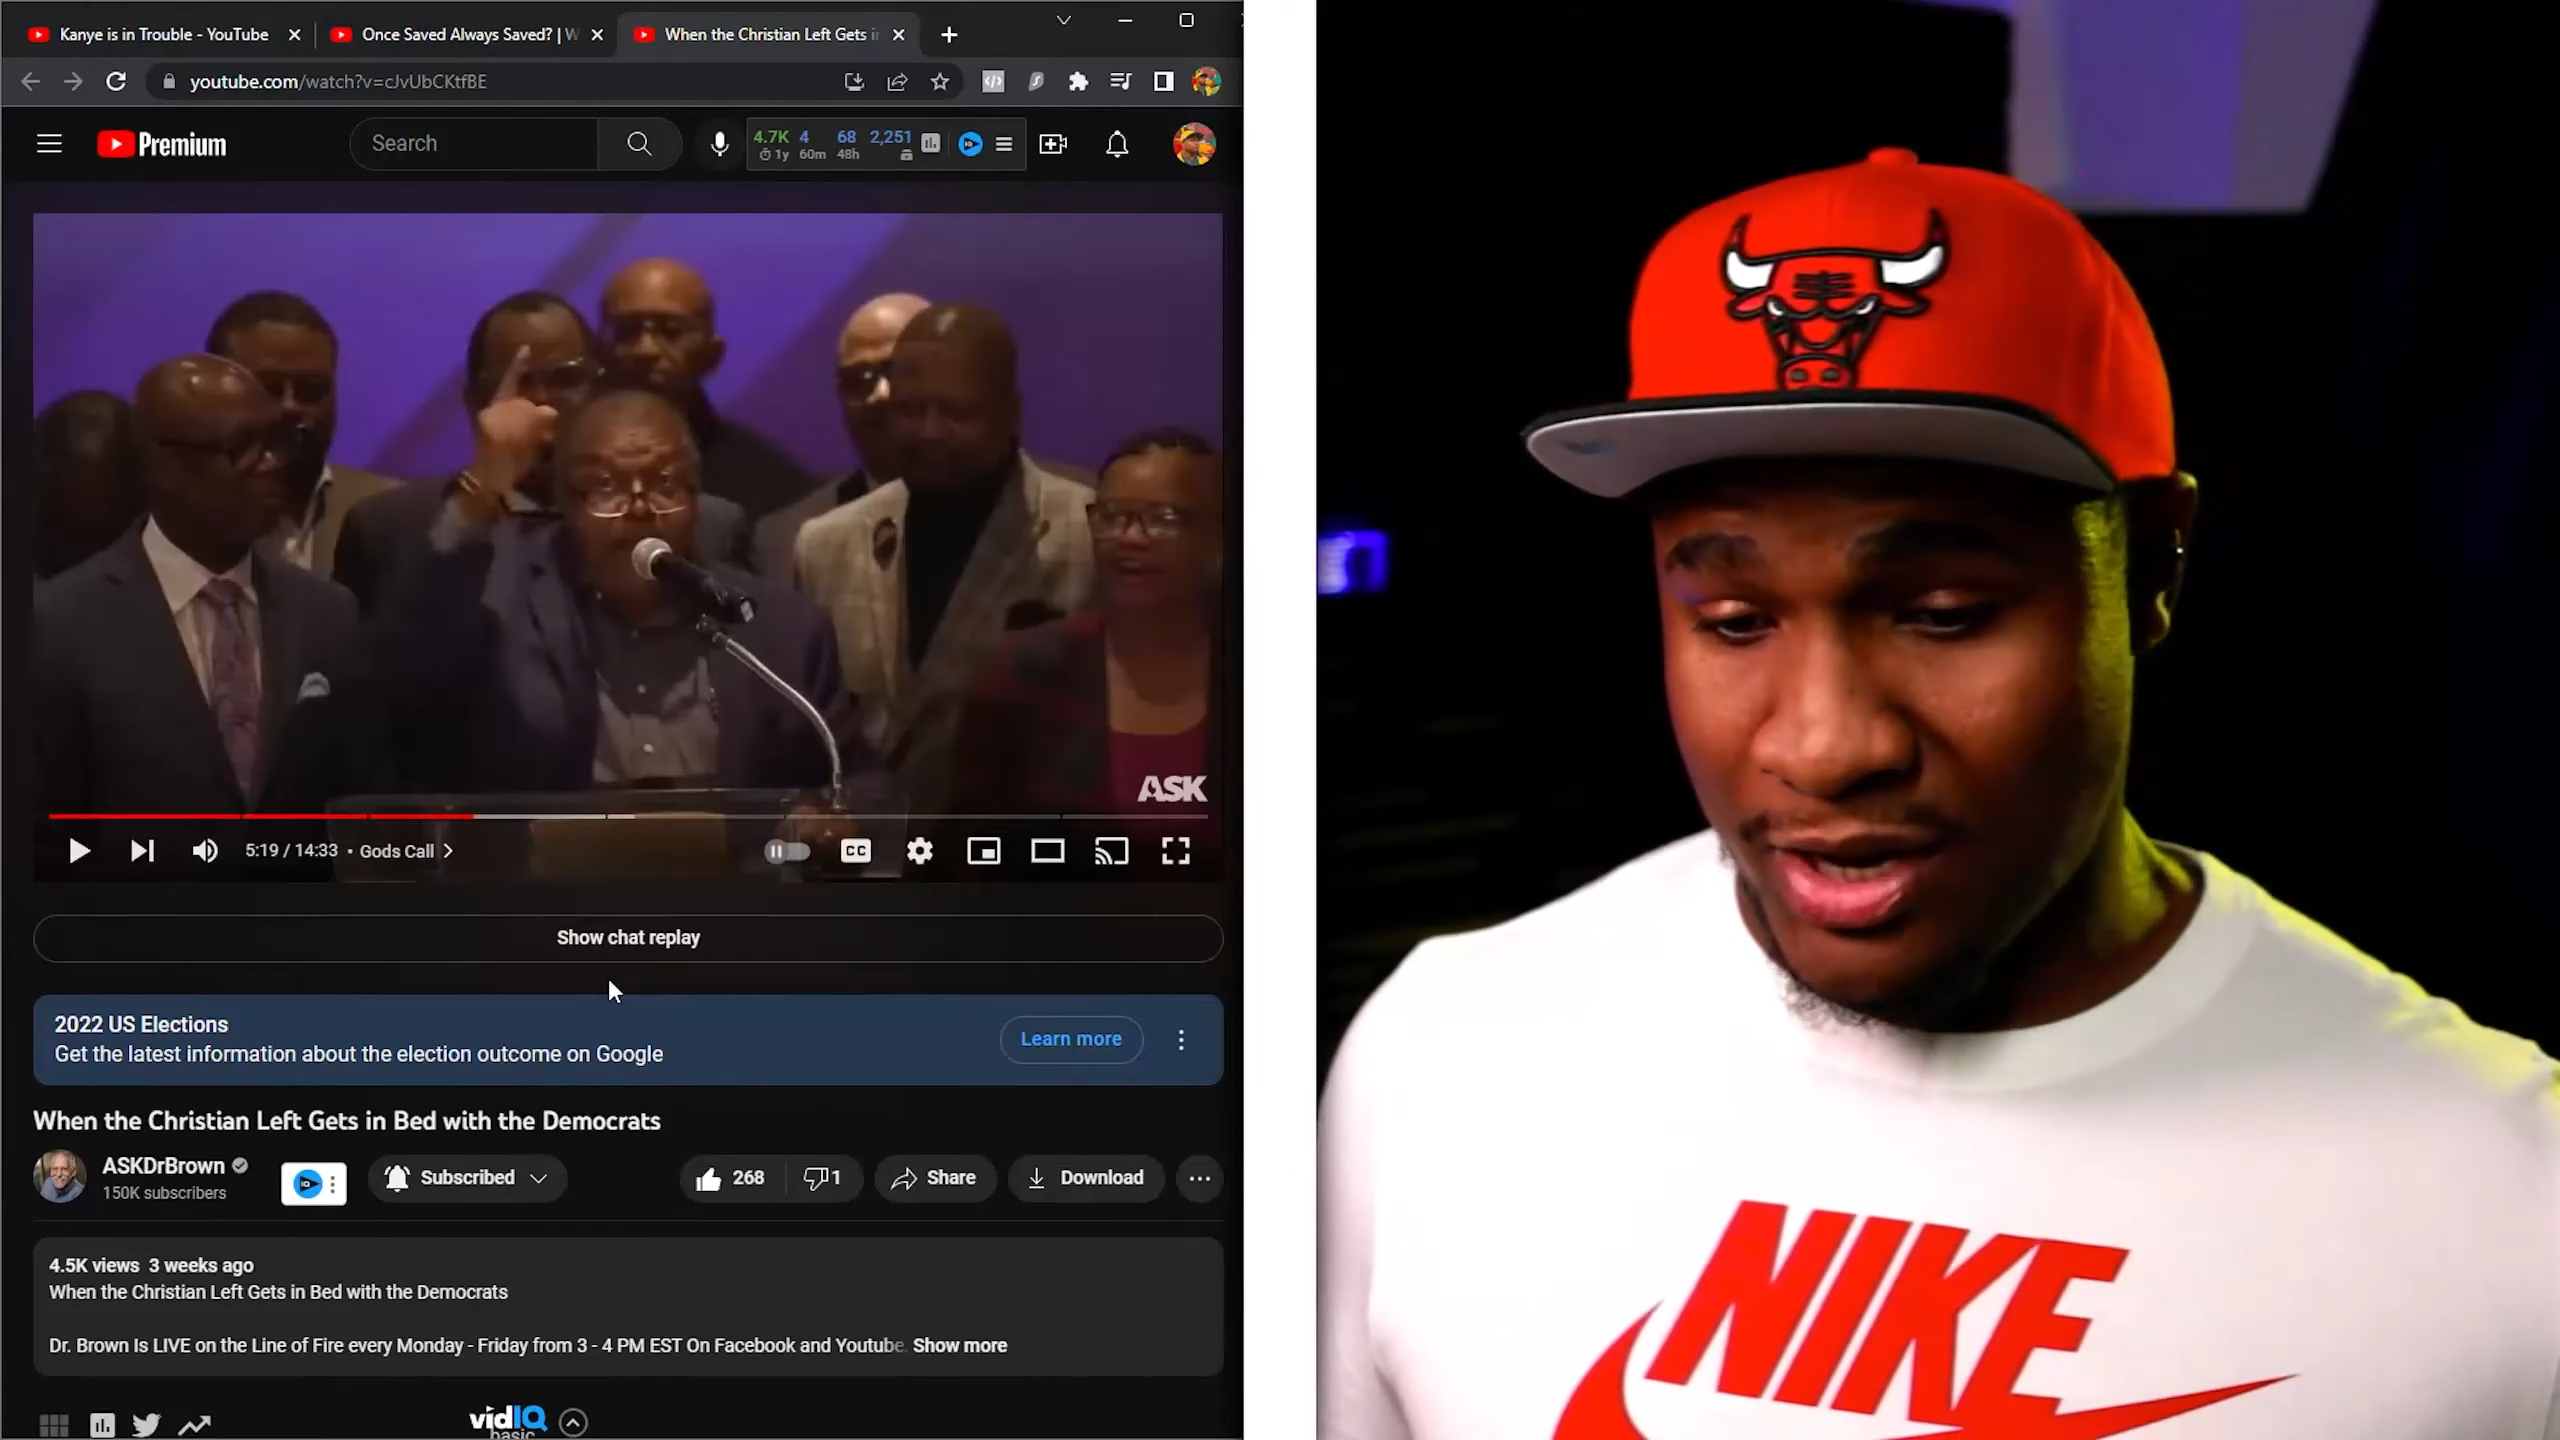 Kanye is in Trouble - YouTube
Once Saved Always Saved? | W
When the Christian Left Gets i
youtube.com/watch?v=cJvUbCKtfBE
Premium
Search
4.7K 4 68 2,251
1y 60m 48h
ASK
5:19 / 14:33 • Gods Call
CC
Show chat replay
2022 US Elections
Get the latest information about the election outcome on Google
Learn more
When the Christian Left Gets in Bed with the Democrats
ASKDrBrown
150K subscribers
Subscribed
268
1
Share
Download
4.5K views 3 weeks ago
When the Christian Left Gets in Bed with the Democrats
Dr. Brown Is LIVE on the Line of Fire every Monday - Friday from 3 - 4 PM EST On Facebook and Youtube. Show more
vidIQ
basic
NIKE